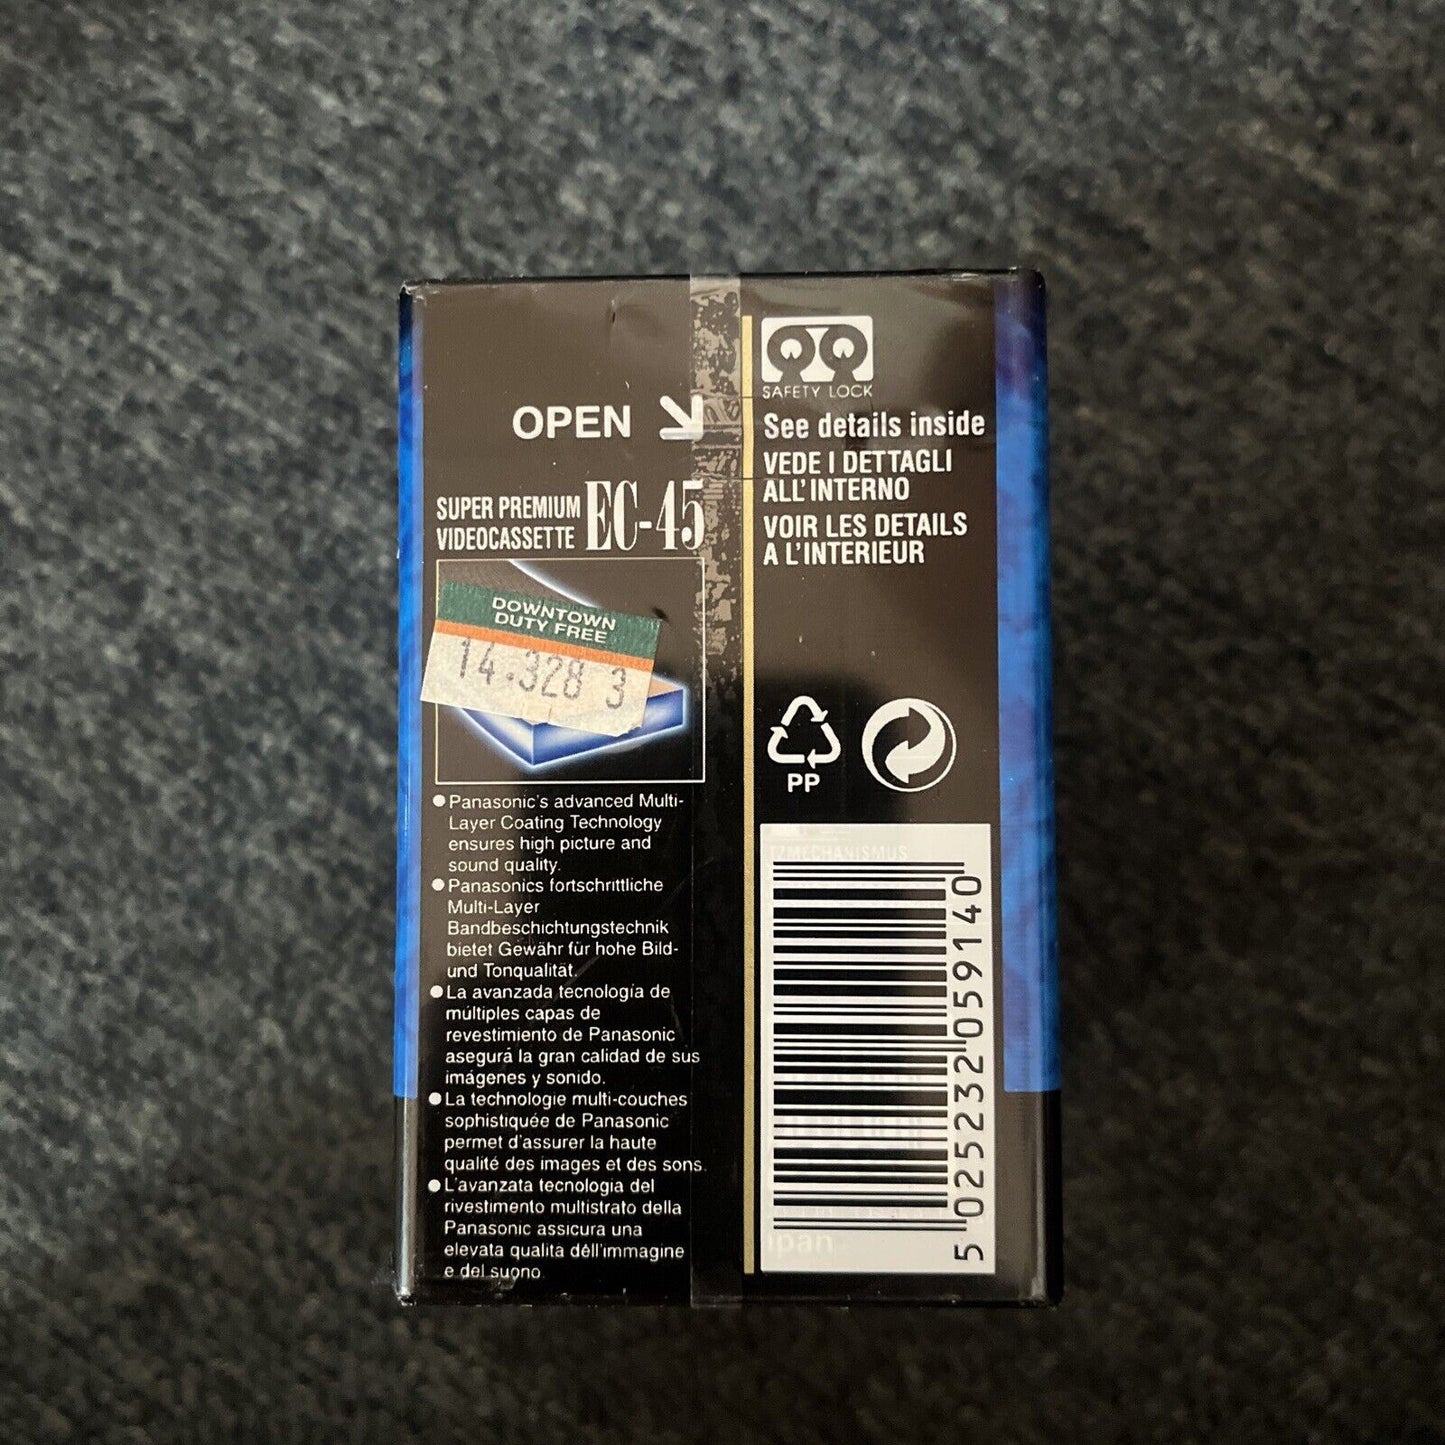 OPEN
SUPER PREMIUM
VIDEOCASSETTE
EC-45
DOWNTOWN
DUTY FREE
14.328 3
● Panasonic's advanced Multi-
Layer Coating Technology
ensures high picture and
sound quality.
● Panasonics fortschrittliche
Multi-Layer
Bandbeschichtungstechnik
bietet Gewähr für hohe Bild-
und Tonqualität.
● La avanzada tecnología de
múltiples capas de
revestimiento de Panasonic
asegurá la gran calidad de sus
imágenes y sonido.
● La technologie multi-couches
sophistiquée de Panasonic
permet d'assurer la haute
qualité des images et des sons.
● L'avanzata tecnologia del
rivestimento multistrato della
Panasonic assicura una
elevata qualità déll'immagine
e del suono.
SAFETY LOCK
See details inside
VEDE I DETTAGLI
ALL'INTERNO
VOIR LES DETAILS
A L'INTERIEUR
PP
5 025232 059140